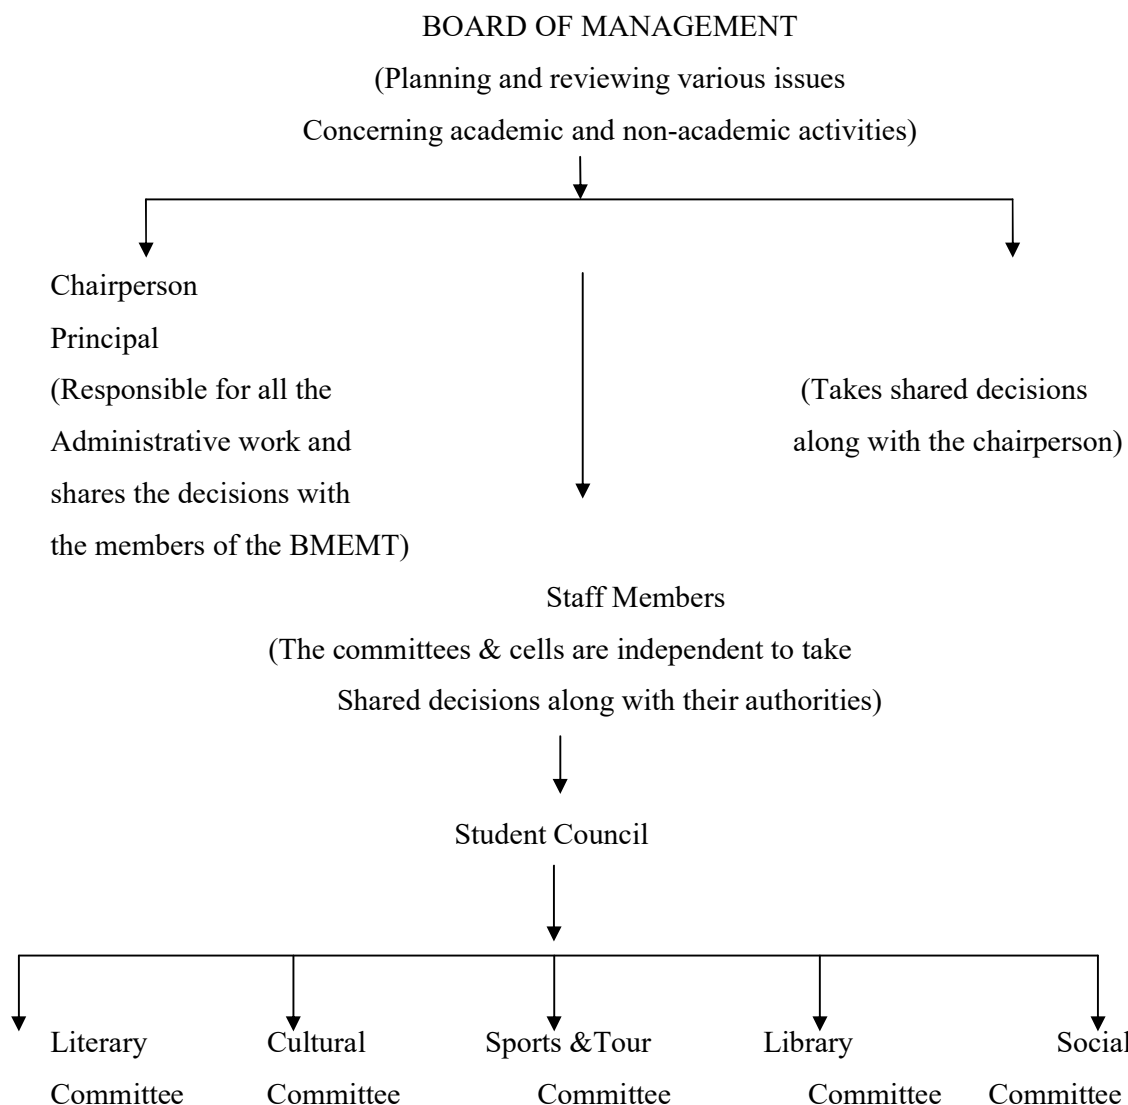 BOARD OF MANAGEMENT
(Planning and reviewing various issues
Concerning academic and non-academic activities)
Chairperson
Principal
(Responsible for all the
Administrative work and
shares the decisions with
the members of the BMEMT)
(Takes shared decisions
along with the chairperson)
Staff Members
(The committees & cells are independent to take
Shared decisions along with their authorities)
Student Council
Literary Cultural Sports &Tour Library Social
Committee Committee Committee Committee Committee